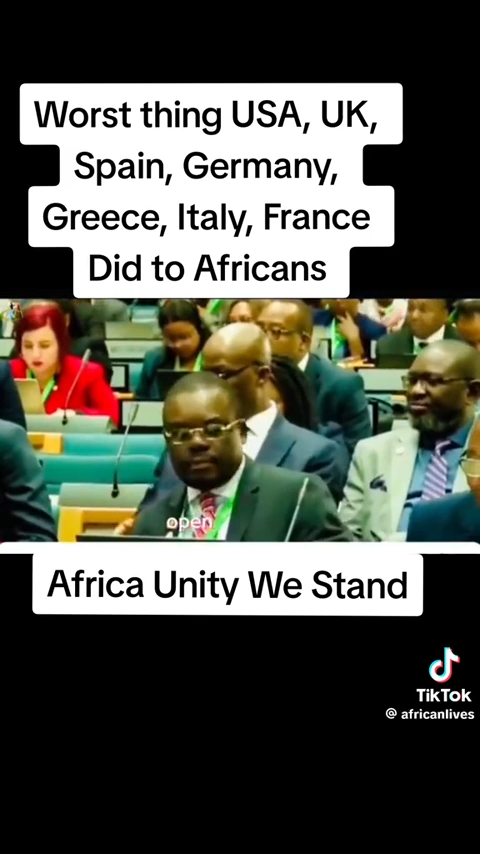 Worst thing USA, UK,
Spain, Germany,
Greece, Italy, France
Did to Africans
open
Africa Unity We Stand
TikTok
@ africanlives